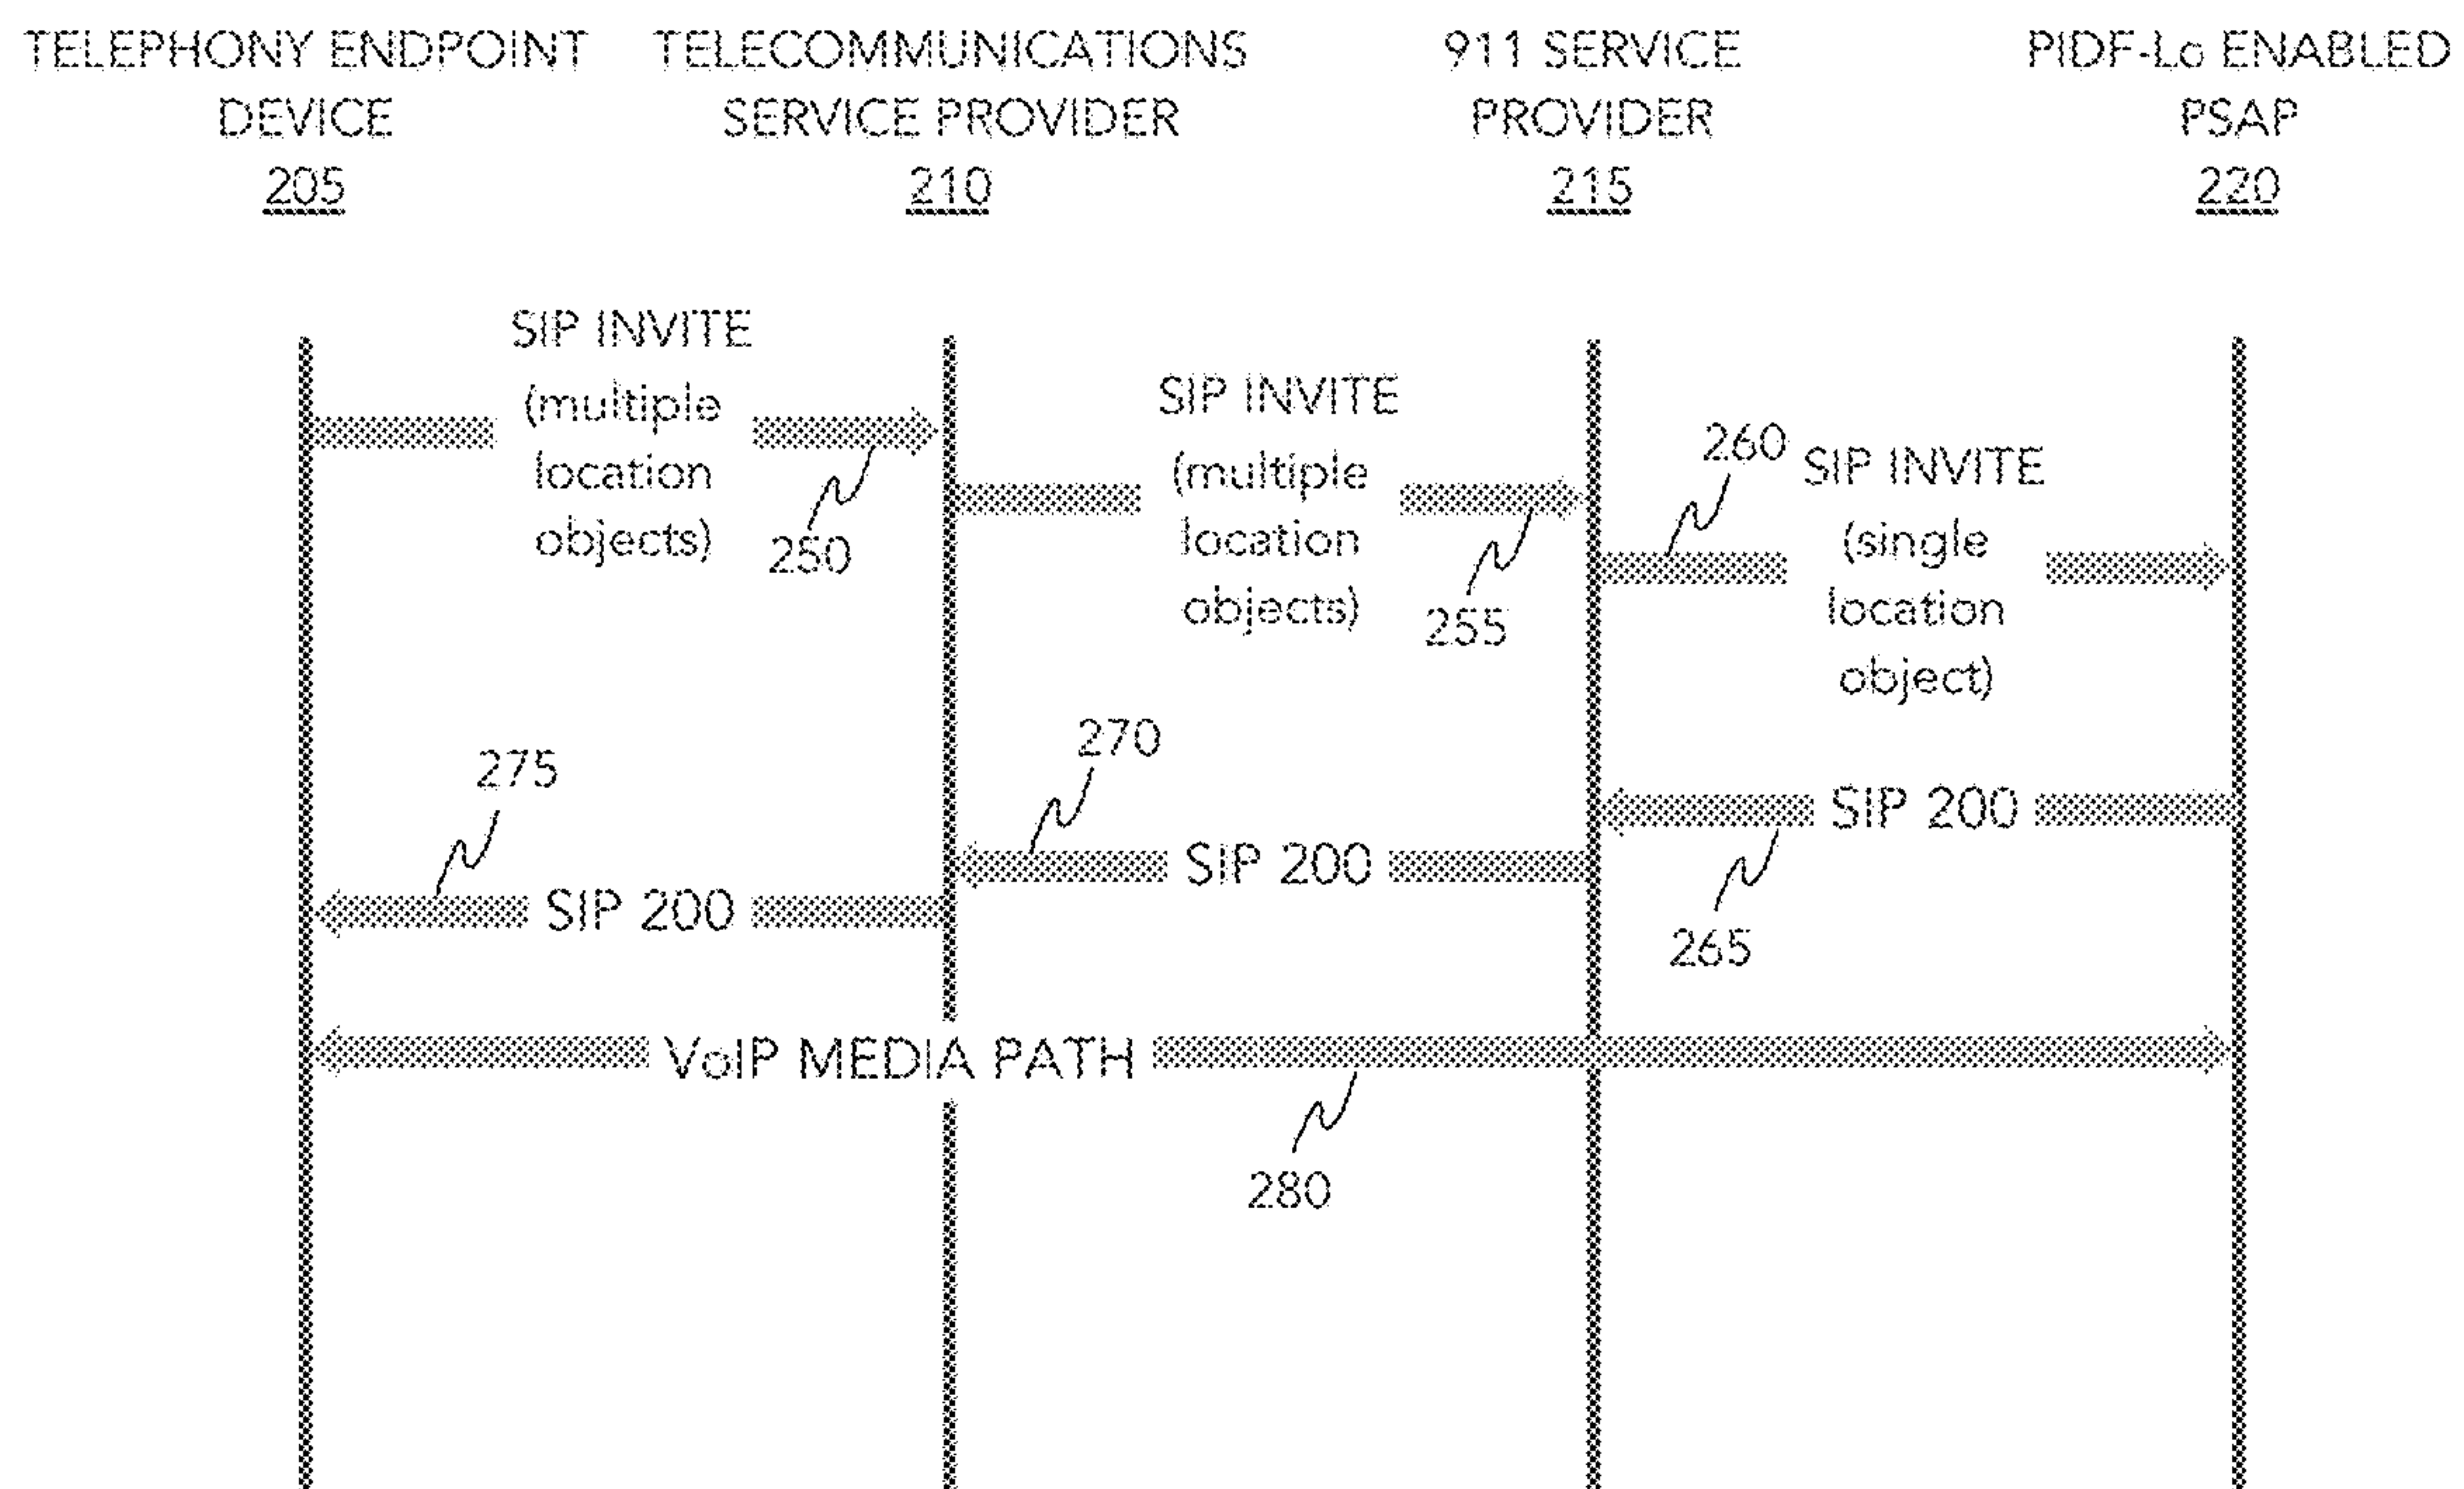 TELEPHONY ENDPOINT
DEVICE
205
TELECOMMUNICATIONS
SERVICE PROVIDER
210
911 SERVICE
PROVIDER
215
PIDF-Lo ENABLED
PSAP
220
SIP INVITE
(multiple
location
objects)
250
SIP INVITE
(multiple
location
objects)
255
260
SIP INVITE
(single
location
object)
SIP 200
265
270
SIP 200
275
SIP 200
VoIP MEDIA PATH
280